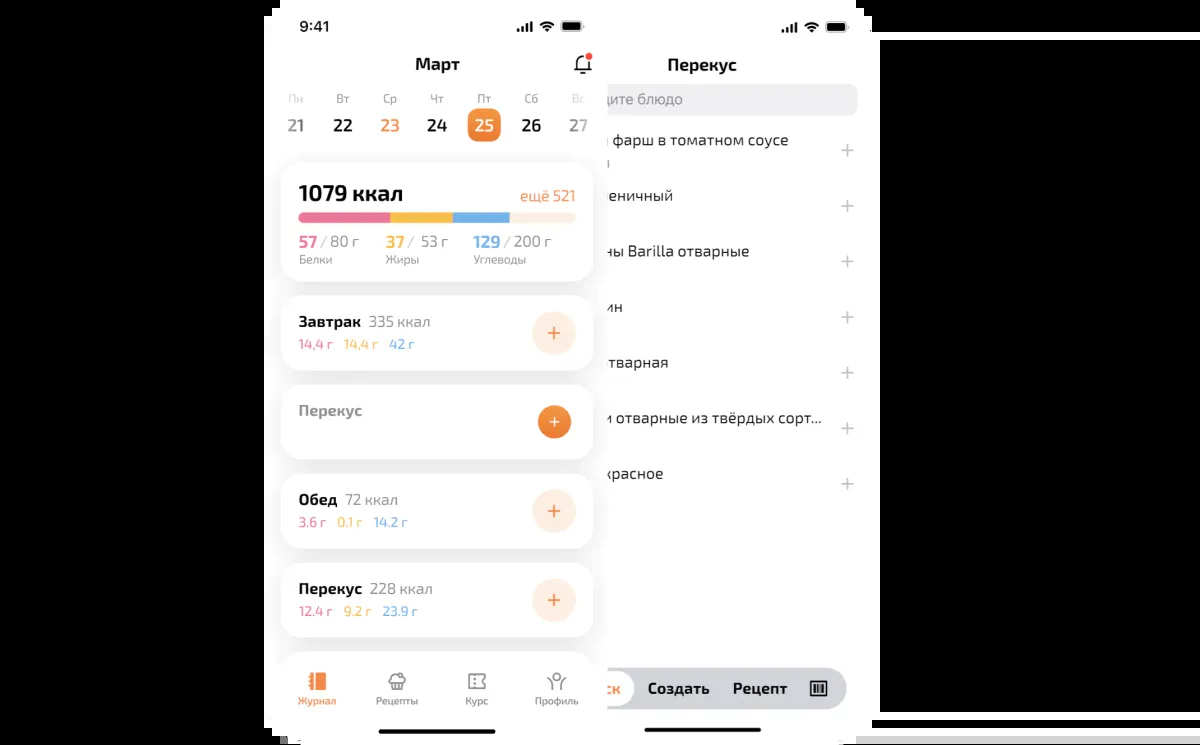 9:41
Март
Пн Вт Ср Чт Пт Сб Вс
21 22 23 24 25 26 27
1079 ккал ещё 521
57 / 80 г 37 / 53 г 129 / 200 г
Белки Жиры Углеводы
Завтрак 335 ккал
14,4 г 14,4 г 42 г
Перекус
Обед 72 ккал
3.6 г 0.1 г 14.2 г
Перекус 228 ккал
12.4 г 9.2 г 23.9 г
Журнал Рецепты Курс Профиль
Перекус
дите блюдо
фарш в томатном соусе
еничный
ны Barilla отварные
ин
тварная
и отварные из твёрдых сорт...
красное
ск Создать Рецепт